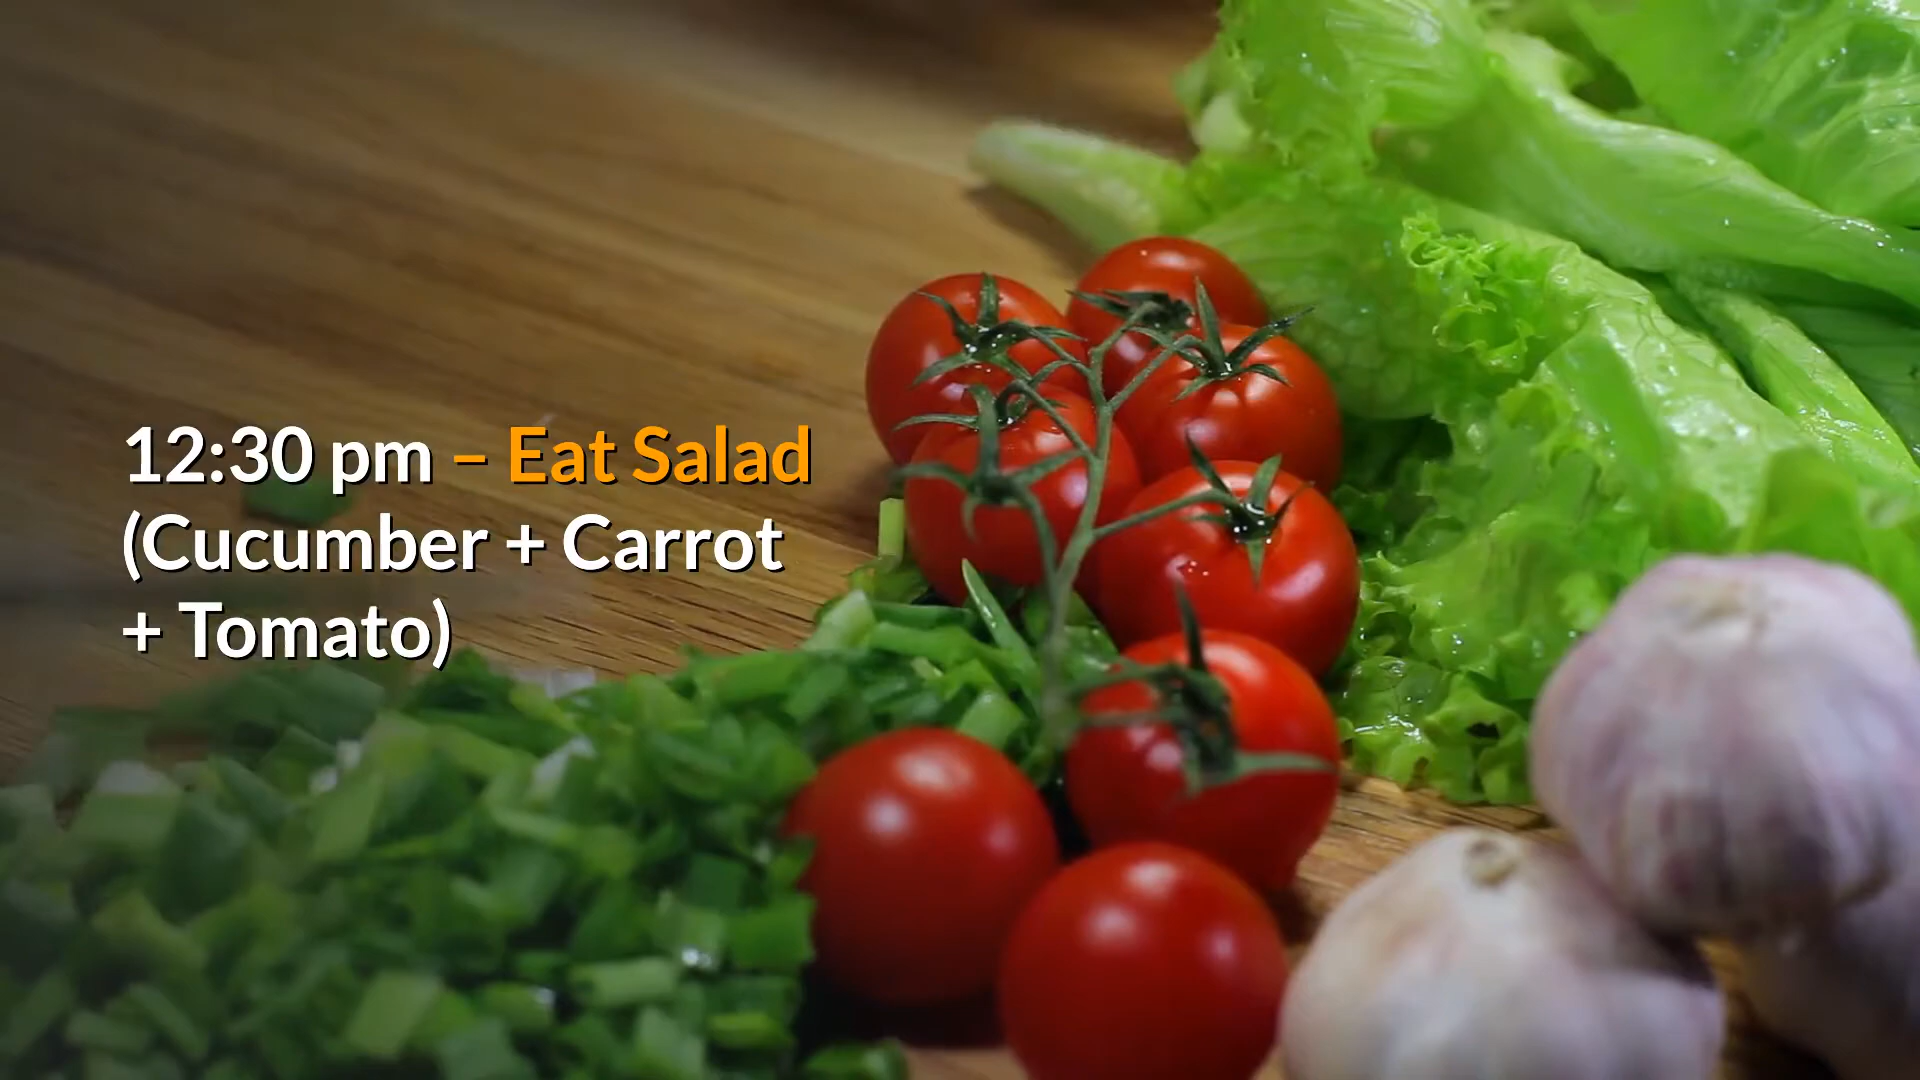 12:30 pm – Eat Salad
(Cucumber + Carrot
+ Tomato)